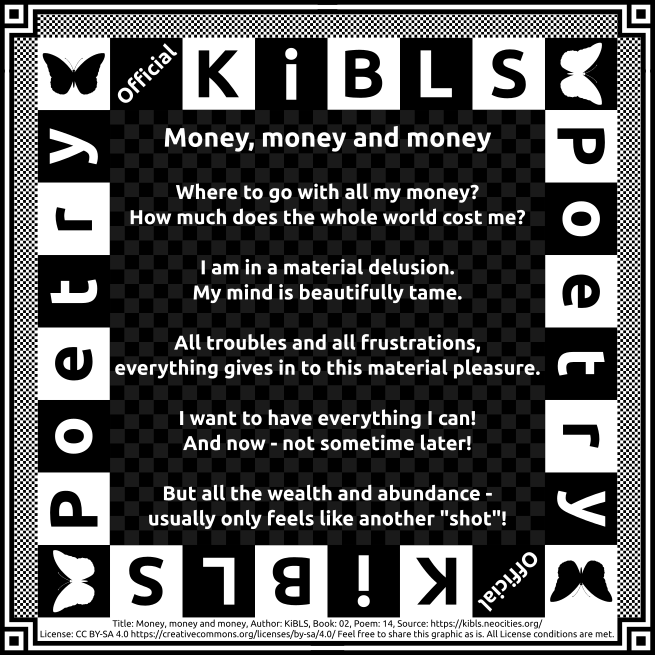 Official KiBLS
Poetry
Poetry
Money, money and money
Where to go with all my money?
How much does the whole world cost me?
I am in a material delusion.
My mind is beautifully tame.
All troubles and all frustrations,
everything gives in to this material pleasure.
I want to have everything I can!
And now - not sometime later!
But all the wealth and abundance -
usually only feels like another "shot"!
Official KiBLS
Title: Money, money and money, Author: KiBLS, Book: 02, Poem: 14, Source: https://kibls.neocities.org/
License: CC BY-SA 4.0 https://creativecommons.org/licenses/by-sa/4.0/ Feel free to share this graphic as is. All License conditions are met.